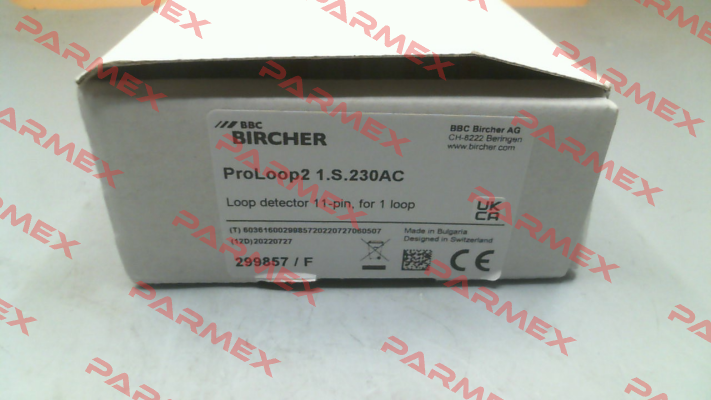 BBC
BIRCHER
BBC Bircher AG
CH-8222 Beringen
www.bircher.com
ProLoop2 1.S.230AC
Loop detector 11-pin, for 1 loop
UK
CA
(T) 6036160029985720220727060507
(12D)20220727
Made in Bulgaria
Designed in Switzerland
299857 / F
CE
PARMEX
PARMEX
PARMEX
PARMEX
PARMEX
PARMEX
PARMEX
PARMEX
PARMEX